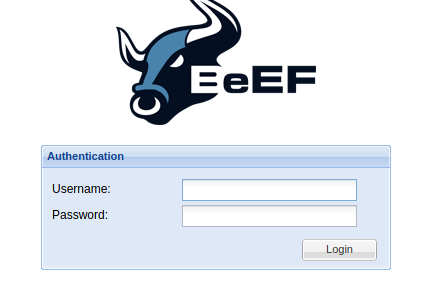 BeEF
Authentication
Username:
Password:
Login